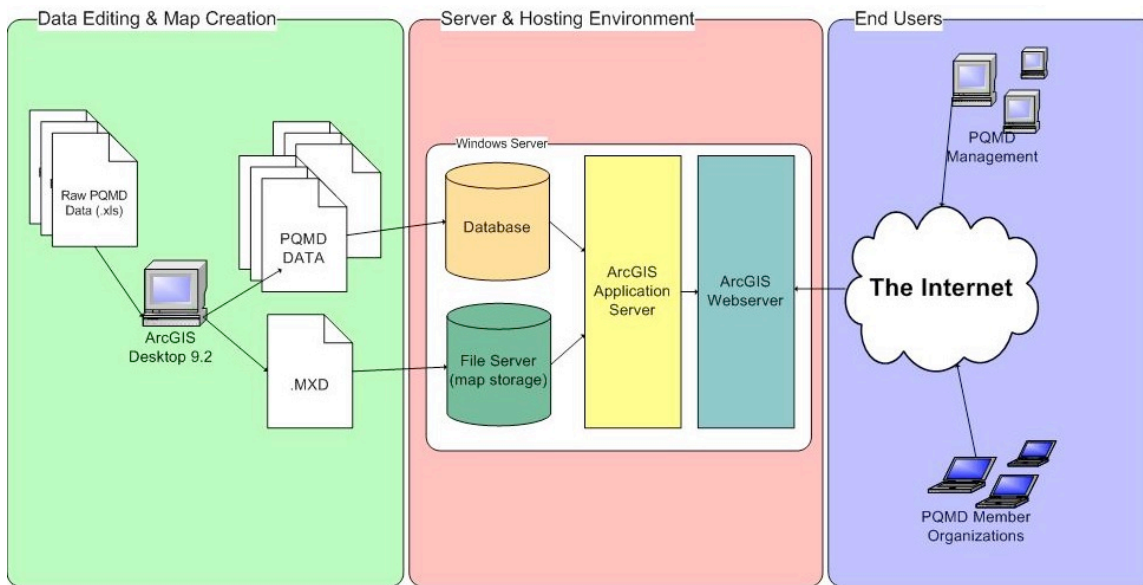 Data Editing & Map Creation
Raw PQMD
Data (.xls)
ArcGIS
Desktop 9.2
PQMD
DATA
.MXD
Server & Hosting Environment
Windows Server
Database
File Server
(map storage)
ArcGIS
Application
Server
ArcGIS
Webserver
End Users
PQMD
Management
The Internet
PQMD Member
Organizations